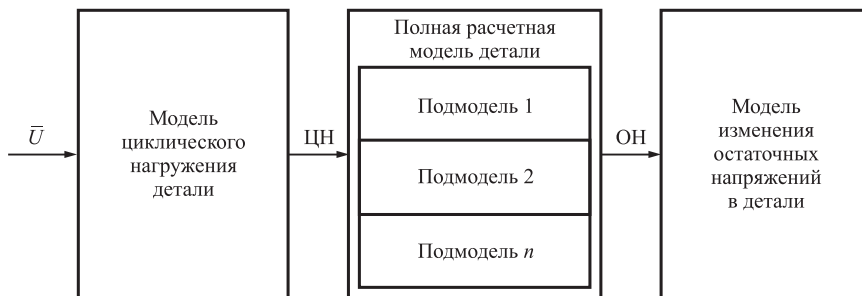 U̅
Модель
циклического
нагружения
детали
ЦН
Полная расчетная
модель детали
Подмодель 1
Подмодель 2
Подмодель n
ОН
Модель
изменения
остаточных
напряжений
в детали